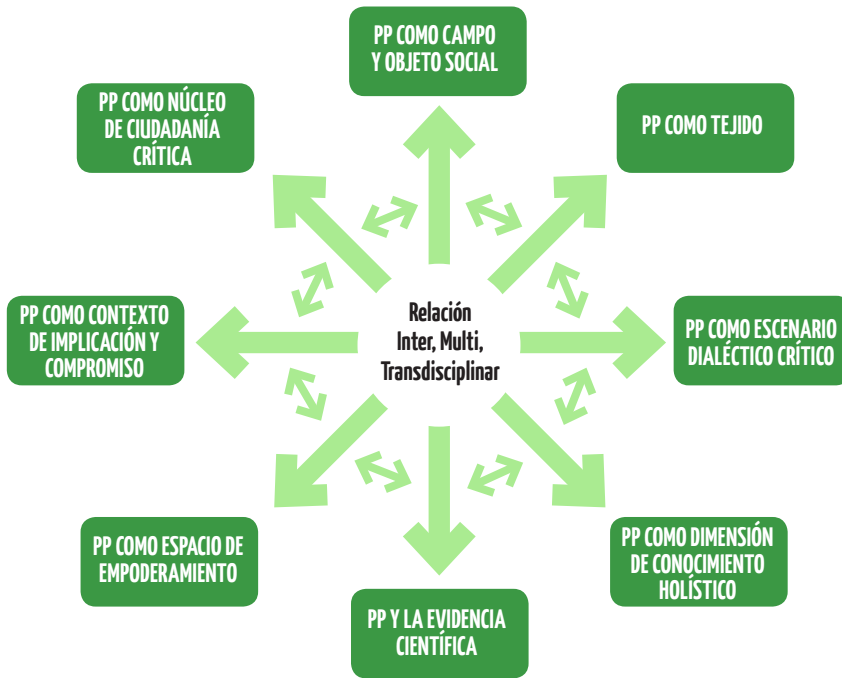 PP COMO CAMPO
Y OBJETO SOCIAL
PP COMO NÚCLEO
DE CIUDADANÍA
CRÍTICA
PP COMO TEJIDO
PP COMO CONTEXTO
DE IMPLICACIÓN Y
COMPROMISO
Relación
Inter, Multi,
Transdisciplinar
PP COMO ESCENARIO
DIALÉCTICO CRÍTICO
PP COMO ESPACIO DE
EMPODERAMIENTO
PP COMO DIMENSIÓN
DE CONOCIMIENTO
HOLÍSTICO
PP Y LA EVIDENCIA
CIENTÍFICA